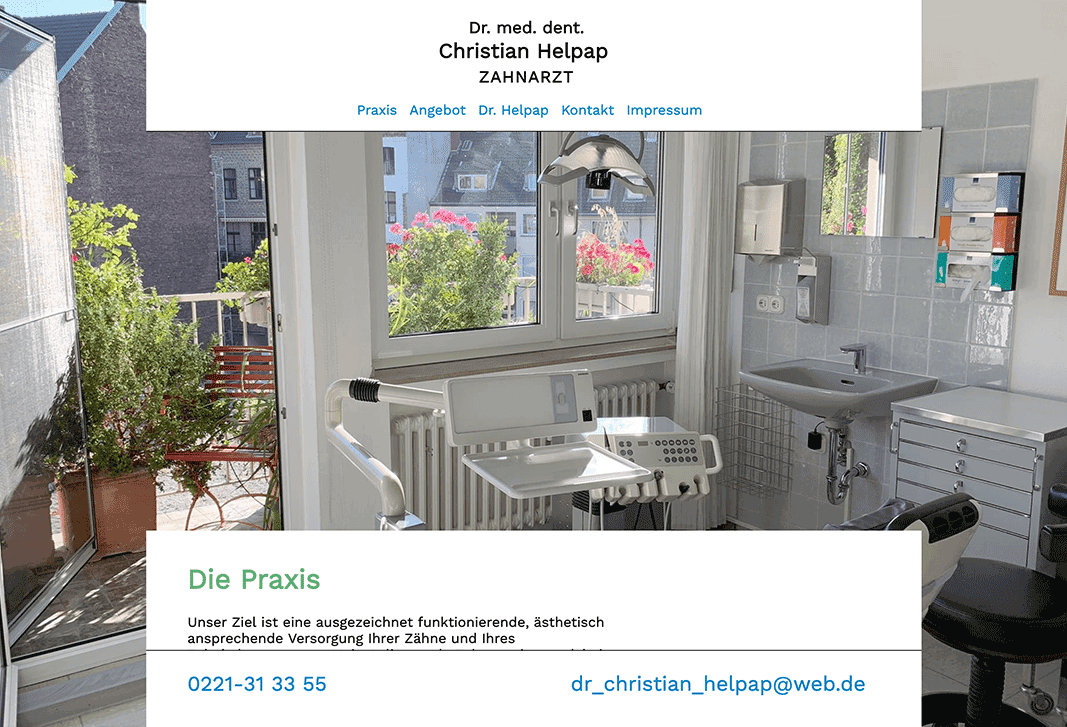 Dr. med. dent.
Christian Helpap
ZAHNARZT
Praxis Angebot Dr. Helpap Kontakt Impressum
Die Praxis
Unser Ziel ist eine ausgezeichnet funktionierende, ästhetisch
ansprechende Versorgung Ihrer Zähne und Ihres
0221-31 33 55
dr_christian_helpap@web.de